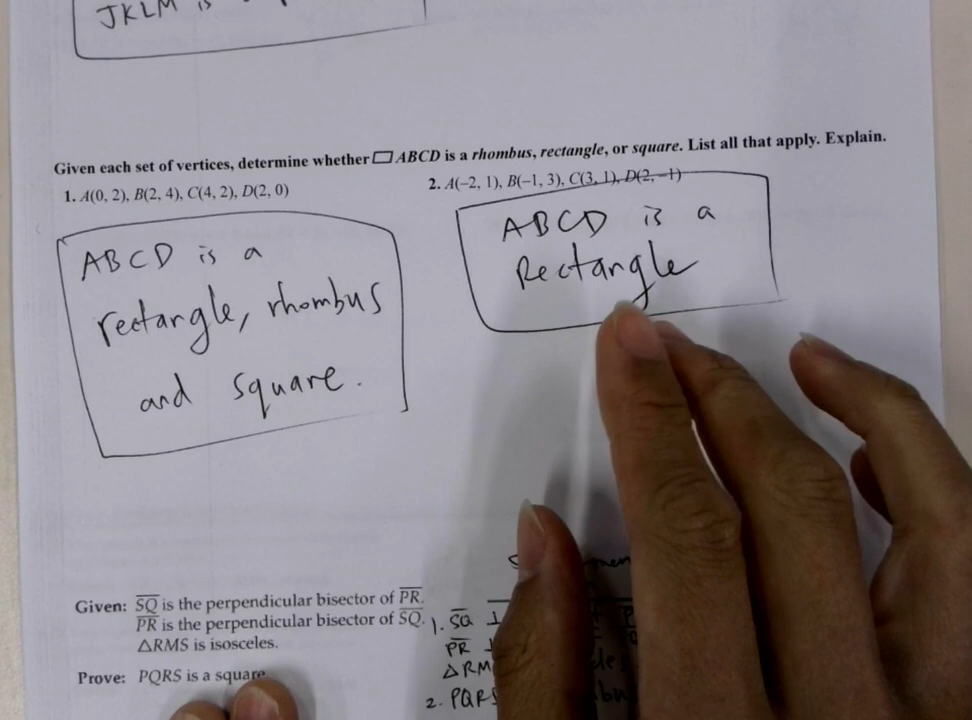 JKLM is
Given each set of vertices, determine whether ▱ ABCD is a rhombus, rectangle, or square. List all that apply. Explain.
1. A(0, 2), B(2, 4), C(4, 2), D(2, 0)
2. A(−2, 1), B(−1, 3), C(3, 1), D(2, −1)
ABCD is a
rectangle, rhombus
and square.
ABCD is a
Rectangle
Given: SQ is the perpendicular bisector of PR.
PR is the perpendicular bisector of SQ.
△RMS is isosceles.
Prove: PQRS is a square
1. SQ ⊥
PR
△RM
2. PQRS